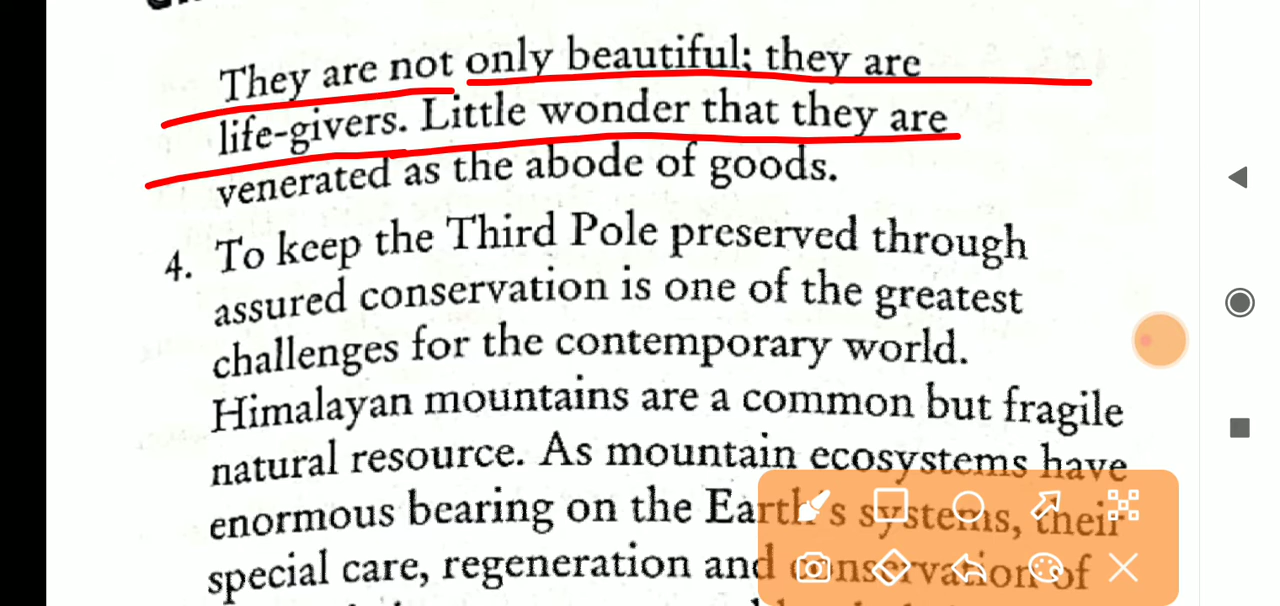 They are not only beautiful; they are
life-givers. Little wonder that they are
venerated as the abode of goods.
4. To keep the Third Pole preserved through
assured conservation is one of the greatest
challenges for the contemporary world.
Himalayan mountains are a common but fragile
natural resource. As mountain ecosystems have
enormous bearing on the Earth's systems, their
special care, regeneration and conservation of